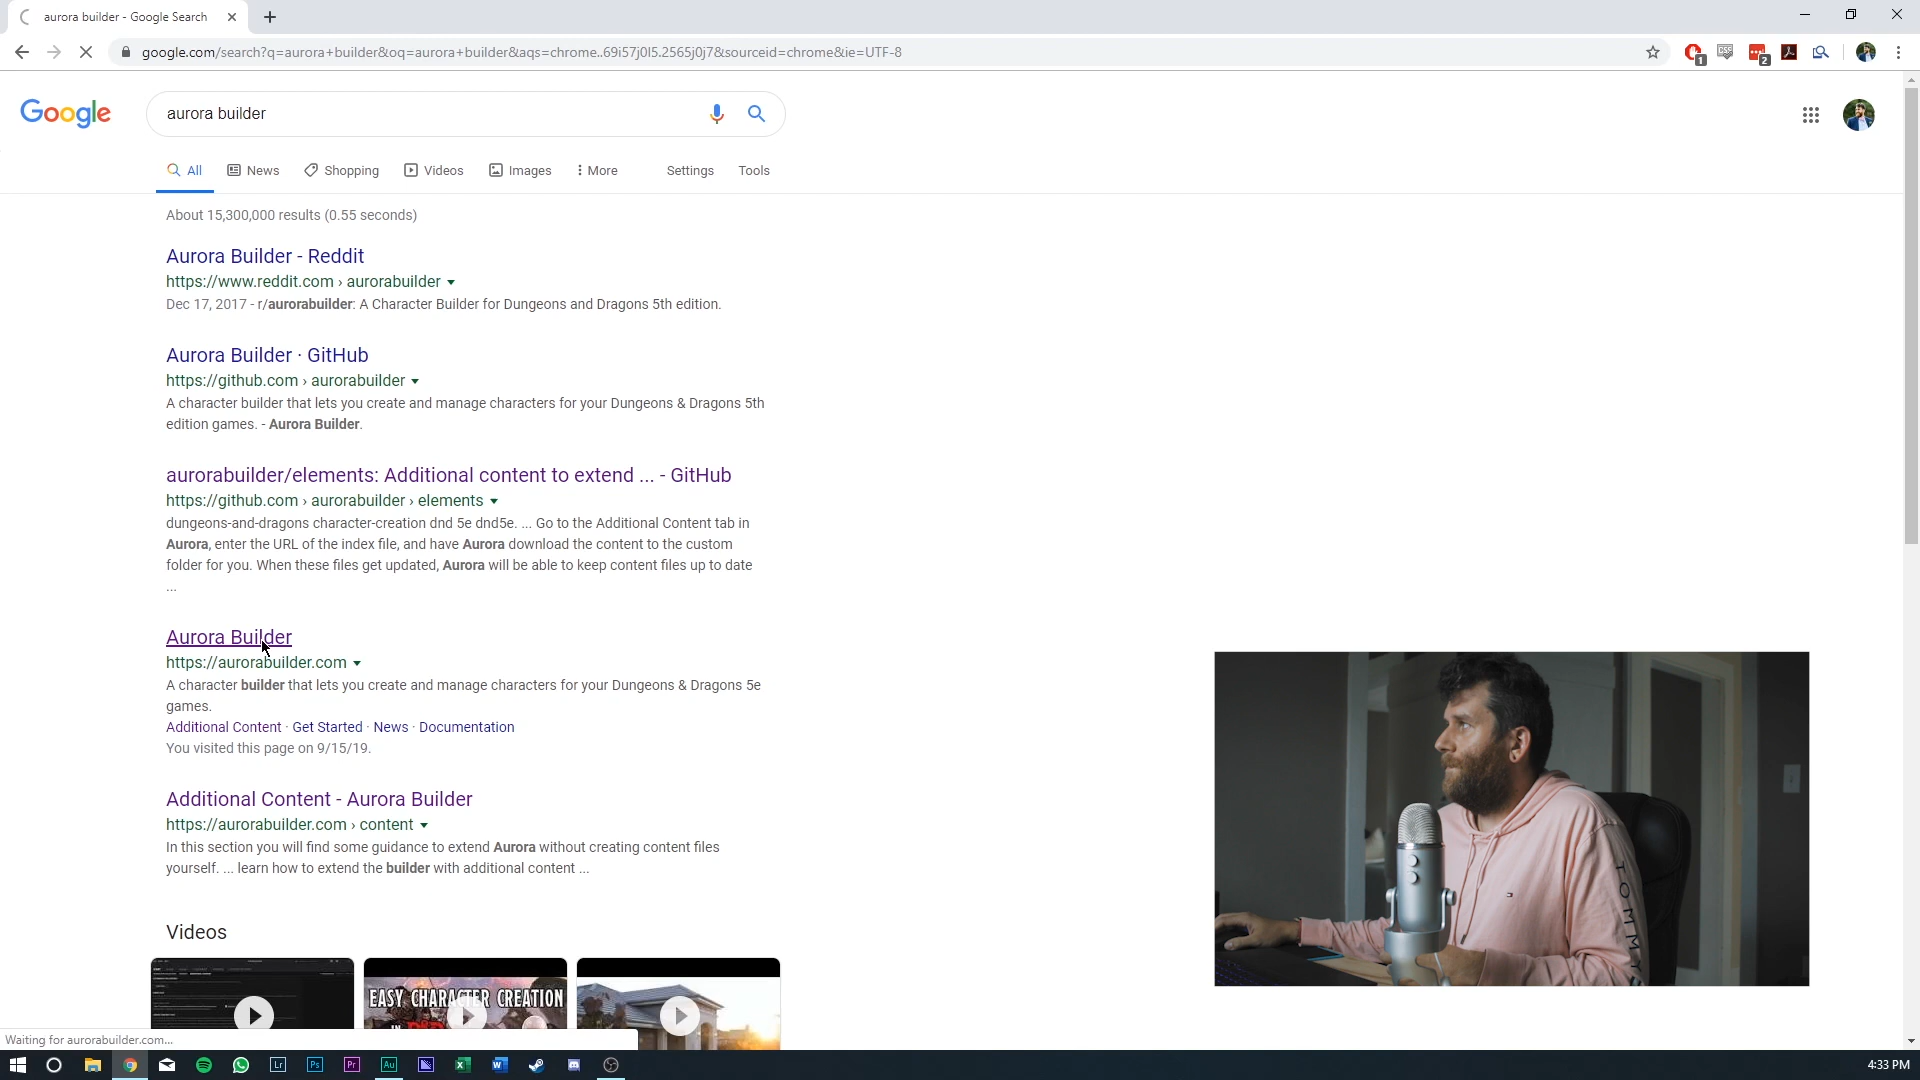 aurora builder - Google Search
google.com/search?q=aurora+builder&oq=aurora+builder&aqs=chrome..69i57j0l5.2565j0j7&sourceid=chrome&ie=UTF-8
1
CSS
2
Google
aurora builder
All
News
Shopping
Videos
Images
More
Settings
Tools
About 15,300,000 results (0.55 seconds)
Aurora Builder - Reddit
https://www.reddit.com › aurorabuilder
Dec 17, 2017 - r/aurorabuilder: A Character Builder for Dungeons and Dragons 5th edition.
Aurora Builder · GitHub
https://github.com › aurorabuilder
A character builder that lets you create and manage characters for your Dungeons & Dragons 5th
edition games. - Aurora Builder.
aurorabuilder/elements: Additional content to extend ... - GitHub
https://github.com › aurorabuilder › elements
dungeons-and-dragons character-creation dnd 5e dnd5e. ... Go to the Additional Content tab in
Aurora, enter the URL of the index file, and have Aurora download the content to the custom
folder for you. When these files get updated, Aurora will be able to keep content files up to date
...
Aurora Builder
https://aurorabuilder.com
A character builder that lets you create and manage characters for your Dungeons & Dragons 5e
games.
Additional Content · Get Started · News · Documentation
You visited this page on 9/15/19.
Additional Content - Aurora Builder
https://aurorabuilder.com › content
In this section you will find some guidance to extend Aurora without creating content files
yourself. ... learn how to extend the builder with additional content ...
Videos
EASY CHARACTER CREATION
TOMMY
Waiting for aurorabuilder.com...
Lr
Ps
Pr
Au
4:33 PM